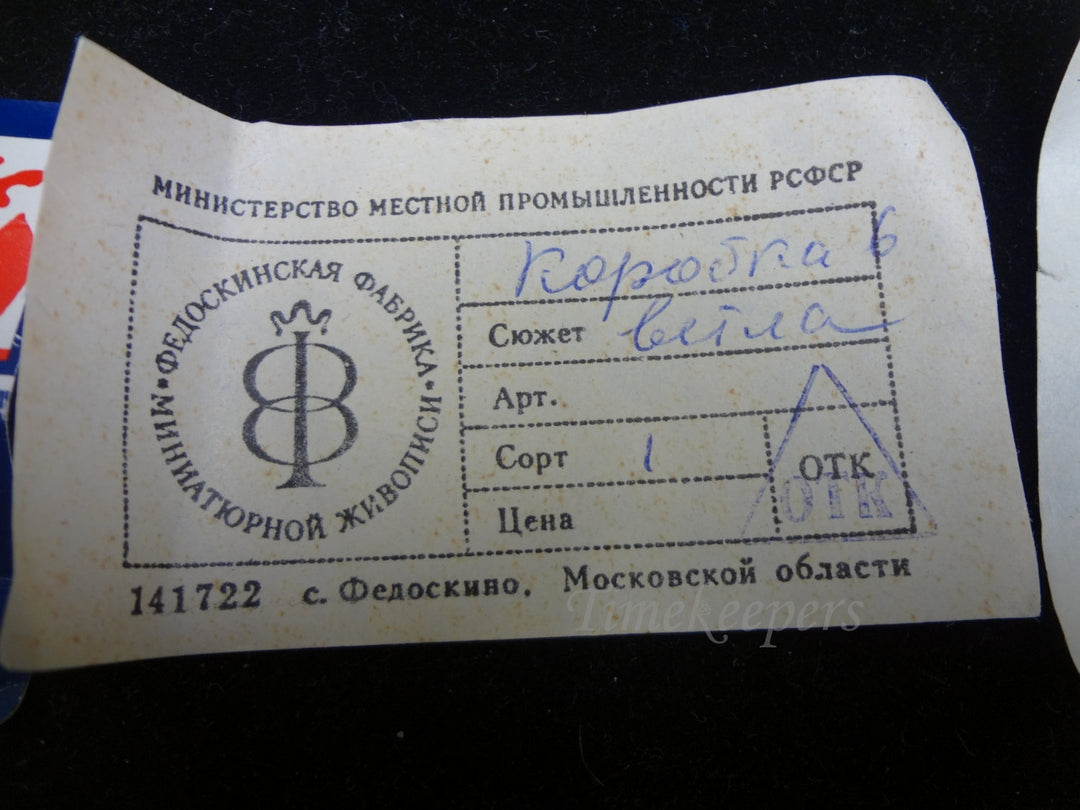 МИНИСТЕРСТВО МЕСТНОЙ ПРОМЫШЛЕННОСТИ РСФСР
ФЕДОСКИНСКАЯ ФАБРИКА • МИНИАТЮРНОЙ ЖИВОПИСИ •
Коробка 6
Сюжет ветла
Арт.
Сорт 1
ОТК
ОТК
Цена
141722 с. Федоскино, Московской области
Timekeepers